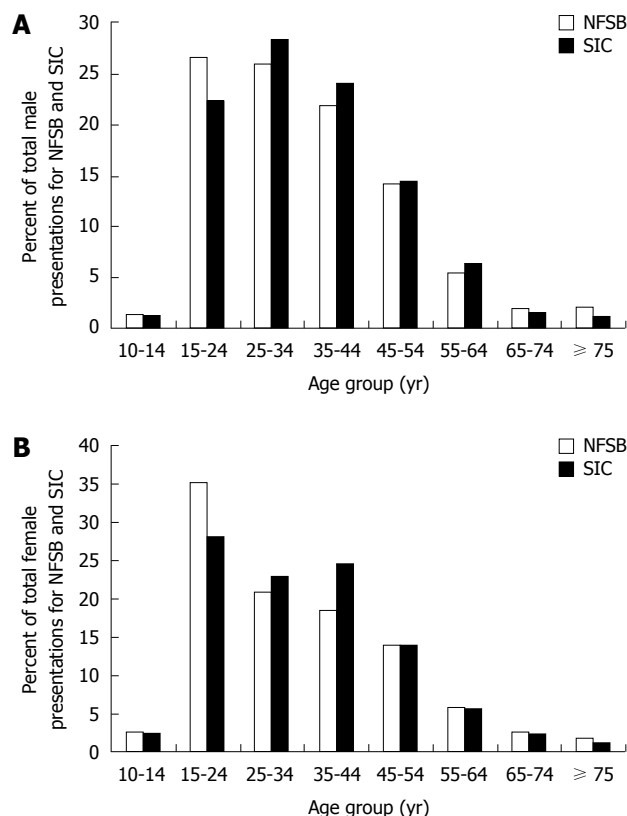 A
Percent of total male
presentations for NFSB and SIC
NFSB
SIC
30
25
20
15
10
5
0
10-14 15-24 25-34 35-44 45-54 55-64 65-74 ⩾ 75
Age group (yr)
B
Percent of total female
presentations for NFSB and SIC
NFSB
SIC
40
35
30
25
20
15
10
5
0
10-14 15-24 25-34 35-44 45-54 55-64 65-74 ⩾ 75
Age group (yr)